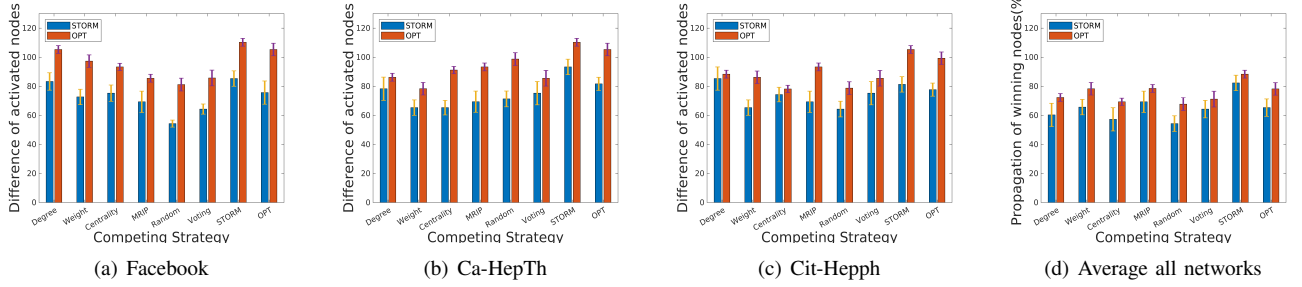 Difference of activated nodes
120
100
80
60
40
20
0
STORM
OPT
Degree
Weight
Centrality
MRIP
Random
Voting
STORM
OPT
Competing Strategy
(a) Facebook
Difference of activated nodes
120
100
80
60
40
20
0
STORM
OPT
Degree
Weight
Centrality
MRIP
Random
Voting
STORM
OPT
Competing Strategy
(b) Ca-HepTh
Difference of activated nodes
120
100
80
60
40
20
0
STORM
OPT
Degree
Weight
Centrality
MRIP
Random
Voting
STORM
OPT
Competing Strategy
(c) Cit-Hepph
Propagation of winning nodes(%
120
100
80
60
40
20
0
STORM
OPT
Degree
Weight
Centrality
MRIP
Random
Voting
STORM
OPT
Competing Strategy
(d) Average all networks